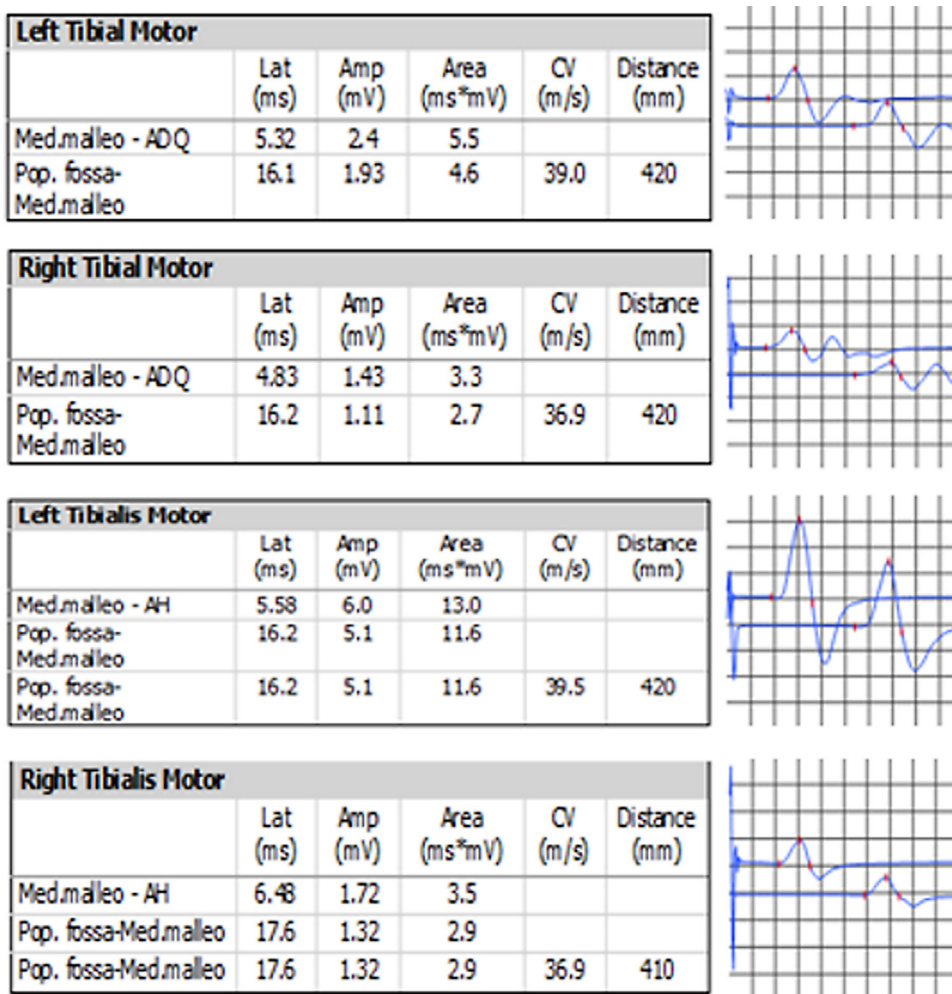 Left Tibial Motor
Lat Amp Area CV Distance
(ms) (mV) (ms*mV) (m/s) (mm)
Med.malleo - ADQ 5.32 2.4 5.5
Pop. fossa- 16.1 1.93 4.6 39.0 420
Med.malleo
Right Tibial Motor
Lat Amp Area CV Distance
(ms) (mV) (ms*mV) (m/s) (mm)
Med.malleo - ADQ 4.83 1.43 3.3
Pop. fossa- 16.2 1.11 2.7 36.9 420
Med.malleo
Left Tibialis Motor
Lat Amp Area CV Distance
(ms) (mV) (ms*mV) (m/s) (mm)
Med.malleo - AH 5.58 6.0 13.0
Pop. fossa- 16.2 5.1 11.6
Med.malleo
Pop. fossa- 16.2 5.1 11.6 39.5 420
Med.malleo
Right Tibialis Motor
Lat Amp Area CV Distance
(ms) (mV) (ms*mV) (m/s) (mm)
Med.malleo - AH 6.48 1.72 3.5
Pop. fossa-Med.malleo 17.6 1.32 2.9
Pop. fossa-Med.malleo 17.6 1.32 2.9 36.9 410